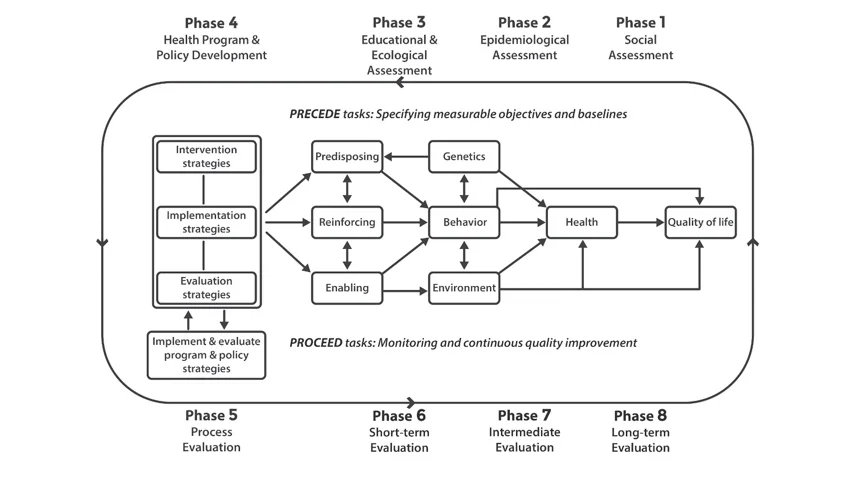 Phase 4
Health Program &
Policy Development
Phase 3
Educational &
Ecological
Assessment
Phase 2
Epidemiological
Assessment
Phase 1
Social
Assessment
PRECEDE tasks: Specifying measurable objectives and baselines
Intervention
strategies
Predisposing
Genetics
Implementation
strategies
Reinforcing
Behavior
Health
Quality of life
Evaluation
strategies
Enabling
Environment
Implement & evaluate
program & policy
strategies
PROCEED tasks: Monitoring and continuous quality improvement
Phase 5
Process
Evaluation
Phase 6
Short-term
Evaluation
Phase 7
Intermediate
Evaluation
Phase 8
Long-term
Evaluation